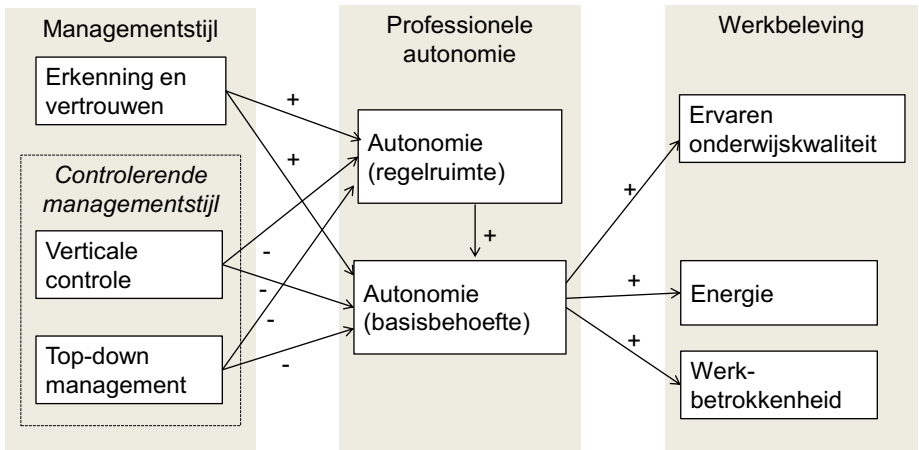 Managementstijl
Erkenning en
vertrouwen
Controlerende
managementstijl
Verticale
controle
Top-down
management
+
+
-
-
-
-
Professionele
autonomie
Autonomie
(regelruimte)
+
Autonomie
(basisbehoefte)
+
+
+
Werkbeleving
Ervaren
onderwijskwaliteit
Energie
Werk-
betrokkenheid